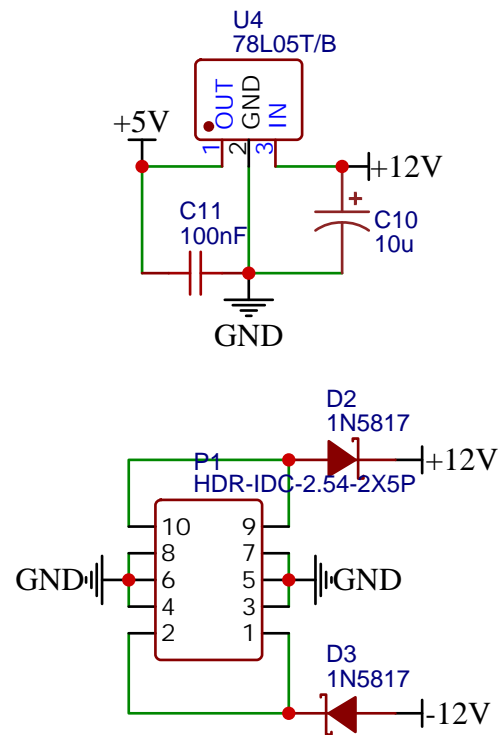 U4
78L05T/B
OUT
GND
IN
1
2
3
+5V
+12V
C11
100nF
C10
10u
+
GND
D2
1N5817
+12V
P1
HDR-IDC-2.54-2X5P
10 9
8 7
GND 6 5 GND
4 3
2 1
D3
1N5817
-12V